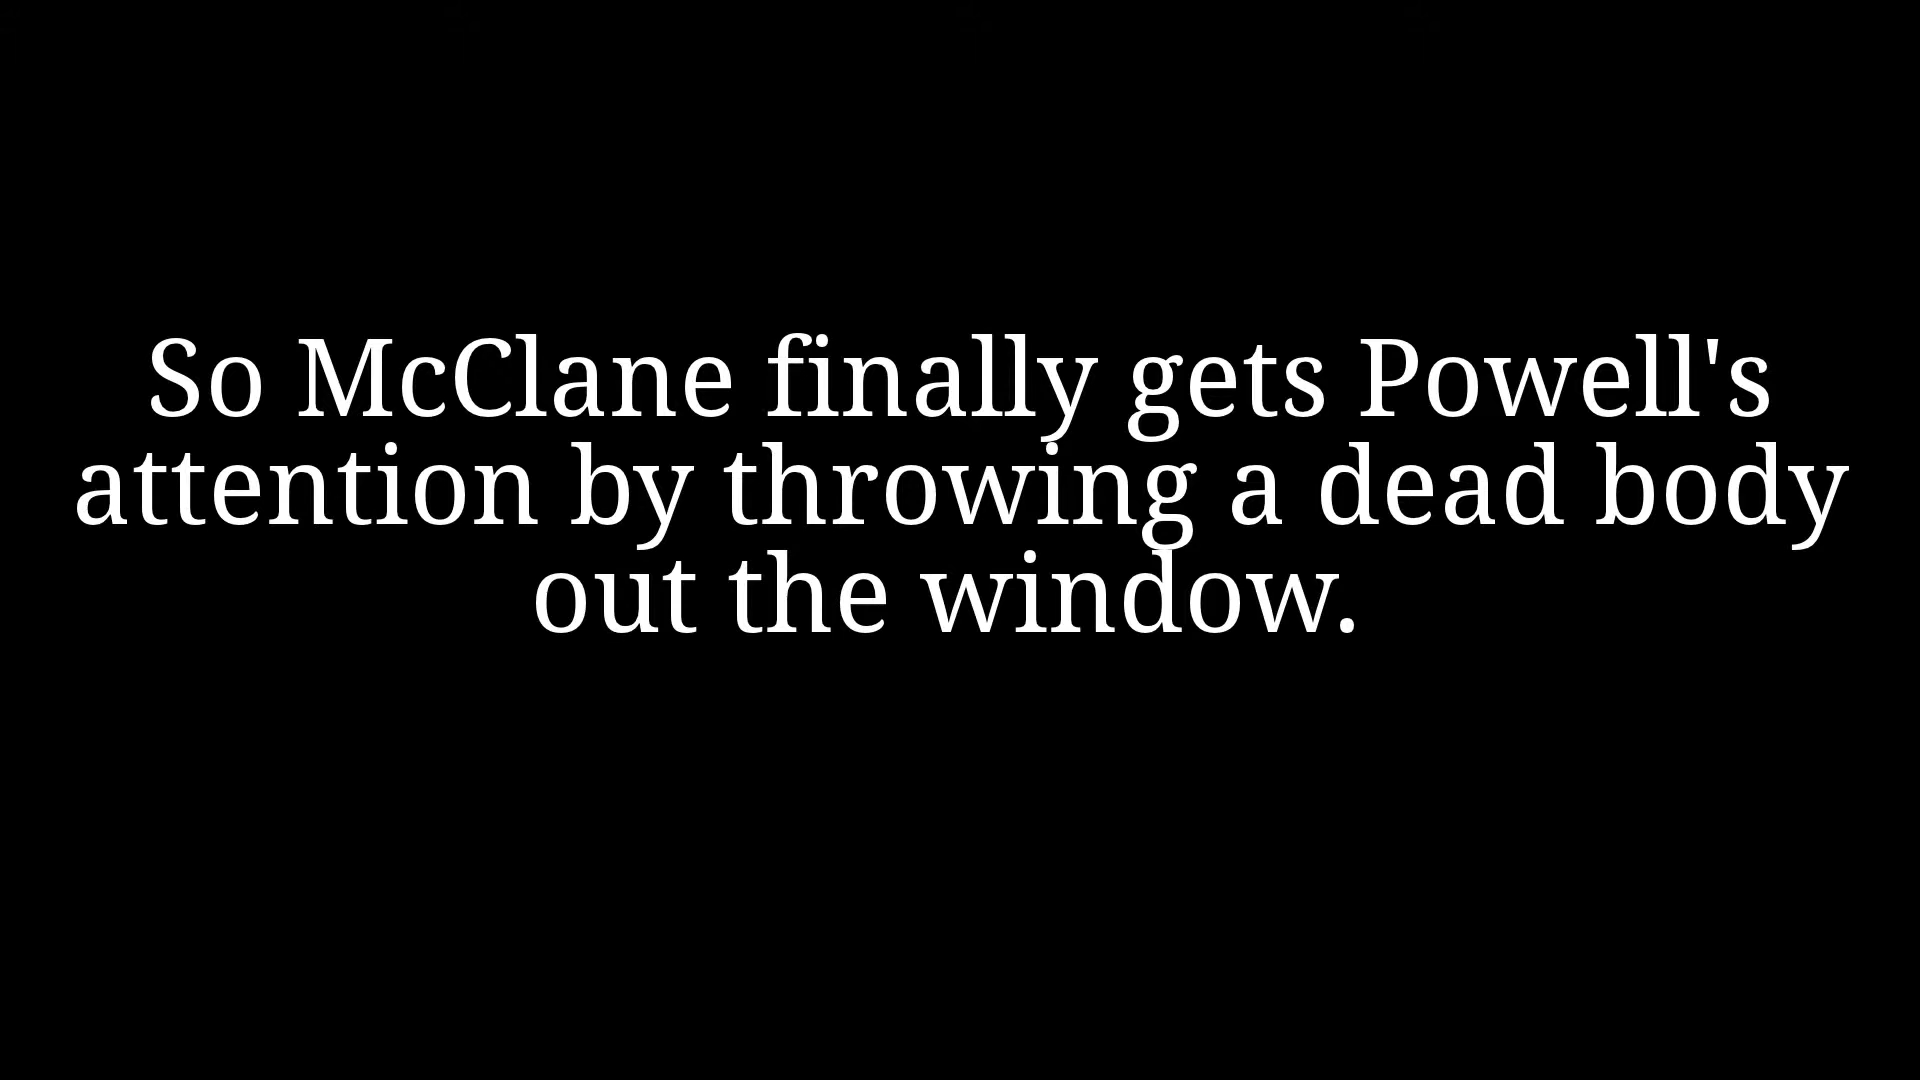 So McClane finally gets Powell's
attention by throwing a dead body
out the window.